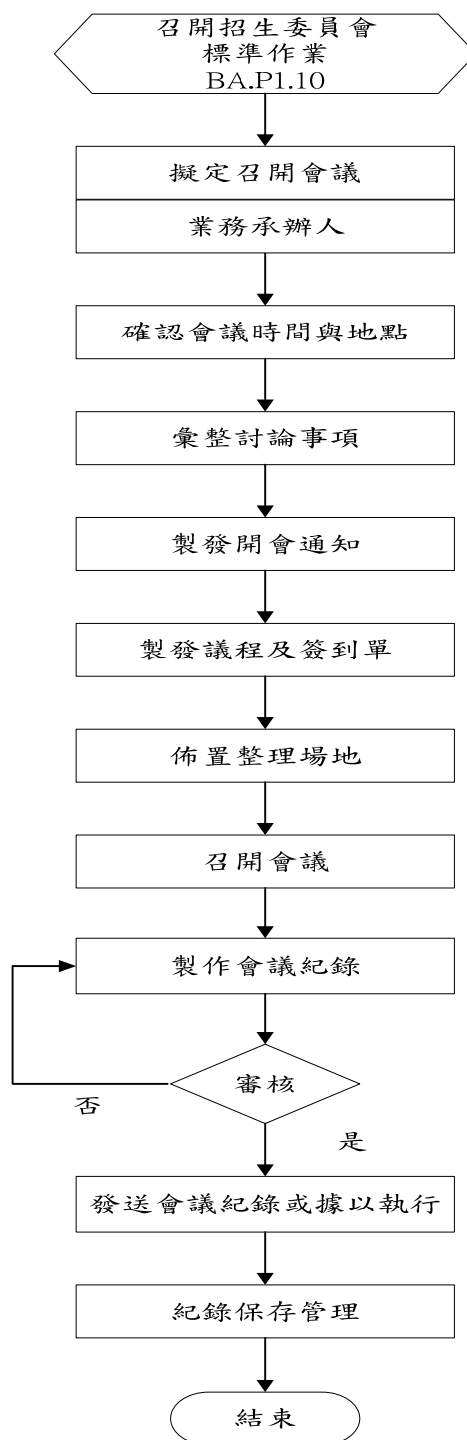 召開招生委員會
標準作業
BA.P1.10
擬定召開會議
業務承辦人
確認會議時間與地點
彙整討論事項
製發開會通知
製發議程及簽到單
佈置整理場地
召開會議
製作會議紀錄
審核
否
是
發送會議紀錄或據以執行
紀錄保存管理
結束